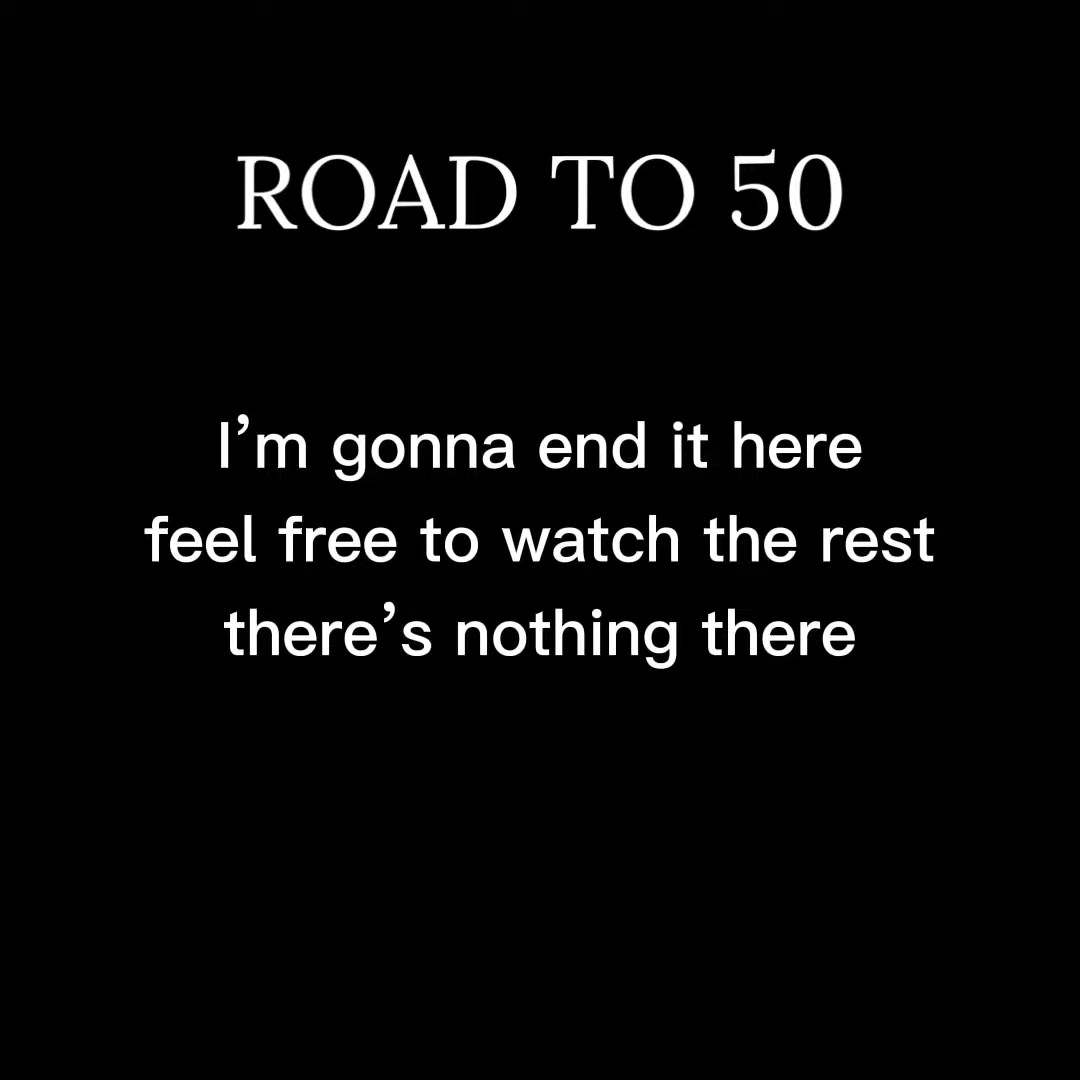 ROAD TO 50
I’m gonna end it here
feel free to watch the rest
there’s nothing there